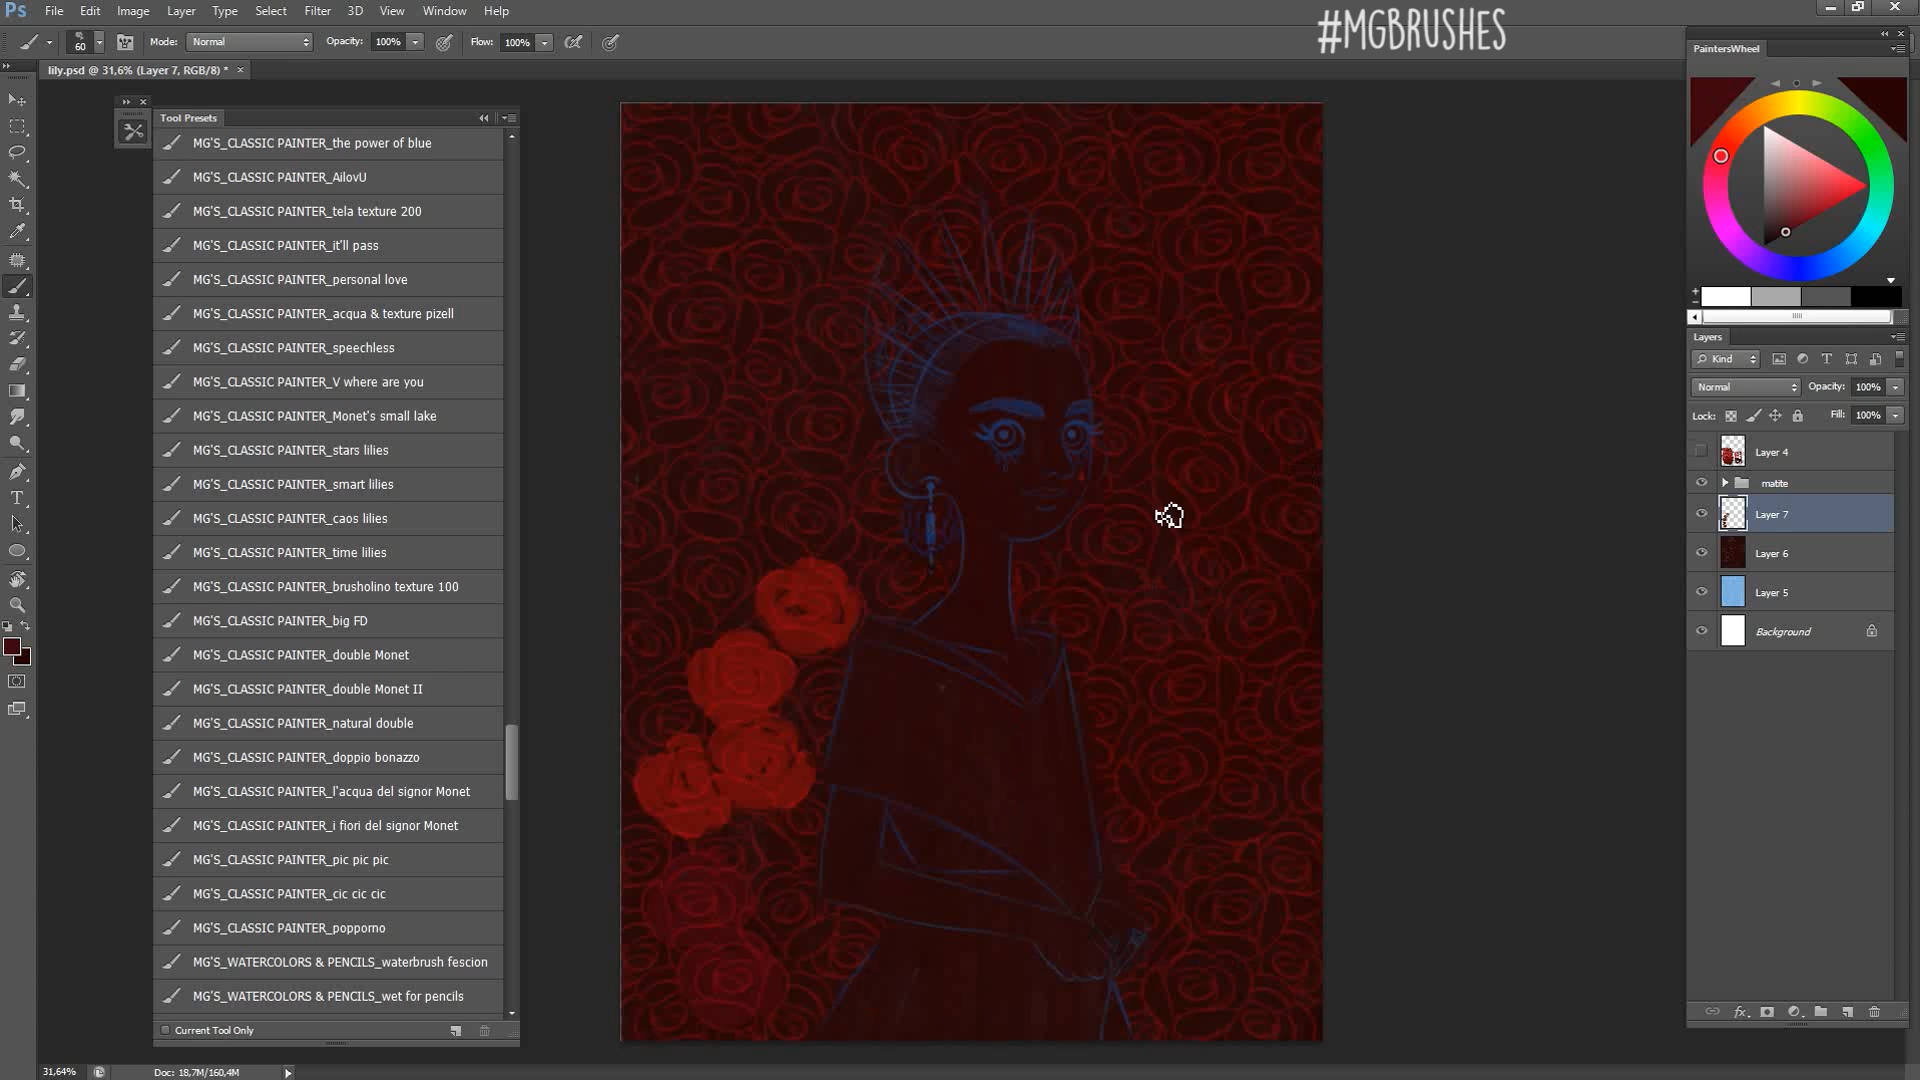 Ps File Edit Image Layer Type Select Filter 3D View Window Help
#MGBRUSHES
60 Mode: Normal Opacity: 100% Flow: 100%
lily.psd @ 31,6% (Layer 7, RGB/8) *
Tool Presets
MG'S_CLASSIC PAINTER_the power of blue
MG'S_CLASSIC PAINTER_AilovU
MG'S_CLASSIC PAINTER_tela texture 200
MG'S_CLASSIC PAINTER_it'll pass
MG'S_CLASSIC PAINTER_personal love
MG'S_CLASSIC PAINTER_acqua & texture pizell
MG'S_CLASSIC PAINTER_speechless
MG'S_CLASSIC PAINTER_V where are you
MG'S_CLASSIC PAINTER_Monet's small lake
MG'S_CLASSIC PAINTER_stars lilies
MG'S_CLASSIC PAINTER_smart lilies
MG'S_CLASSIC PAINTER_caos lilies
MG'S_CLASSIC PAINTER_time lilies
MG'S_CLASSIC PAINTER_brusholino texture 100
MG'S_CLASSIC PAINTER_big FD
MG'S_CLASSIC PAINTER_double Monet
MG'S_CLASSIC PAINTER_double Monet II
MG'S_CLASSIC PAINTER_natural double
MG'S_CLASSIC PAINTER_doppio bonazzo
MG'S_CLASSIC PAINTER_l'acqua del signor Monet
MG'S_CLASSIC PAINTER_i fiori del signor Monet
MG'S_CLASSIC PAINTER_pic pic pic
MG'S_CLASSIC PAINTER_cic cic cic
MG'S_CLASSIC PAINTER_popporno
MG'S_WATERCOLORS & PENCILS_waterbrush fescion
MG'S_WATERCOLORS & PENCILS_wet for pencils
Current Tool Only
PaintersWheel
Layers
Kind
Normal Opacity: 100%
Lock: Fill: 100%
Layer 4
matite
Layer 7
Layer 6
Layer 5
Background
fx
31,64% Doc: 18,7M/160,4M